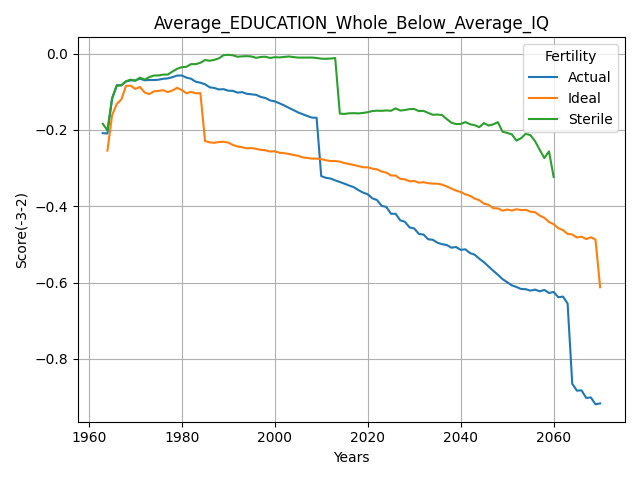 Average_EDUCATION_Whole_Below_Average_IQ
Fertility
Actual
Ideal
Sterile
Score(-3-2)
0.0
−0.2
−0.4
−0.6
−0.8
1960
1980
2000
2020
2040
2060
Years